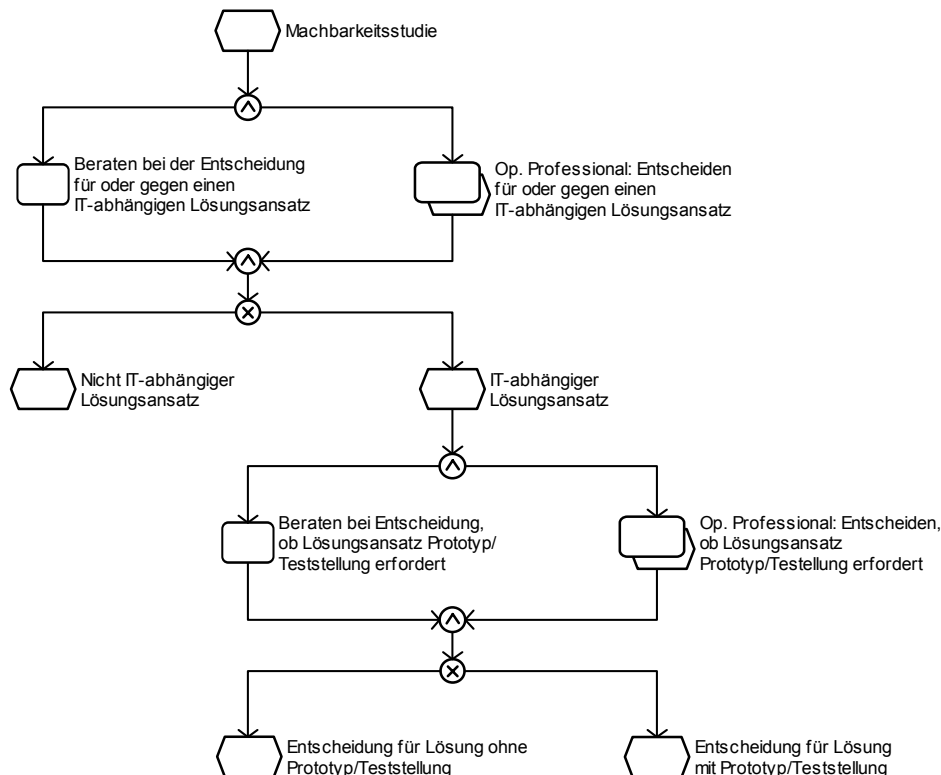 Machbarkeitsstudie
Beraten bei der Entscheidung
für oder gegen einen
IT-abhängigen Lösungsansatz
Op. Professional: Entscheiden
für oder gegen einen
IT-abhängigen Lösungsansatz
Nicht IT-abhängiger
Lösungsansatz
IT-abhängiger
Lösungsansatz
Beraten bei Entscheidung,
ob Lösungsansatz Prototyp/
Teststellung erfordert
Op. Professional: Entscheiden,
ob Lösungsansatz
Prototyp/Testellung erfordert
Entscheidung für Lösung ohne
Prototyp/Teststellung
Entscheidung für Lösung
mit Prototyp/Teststellung